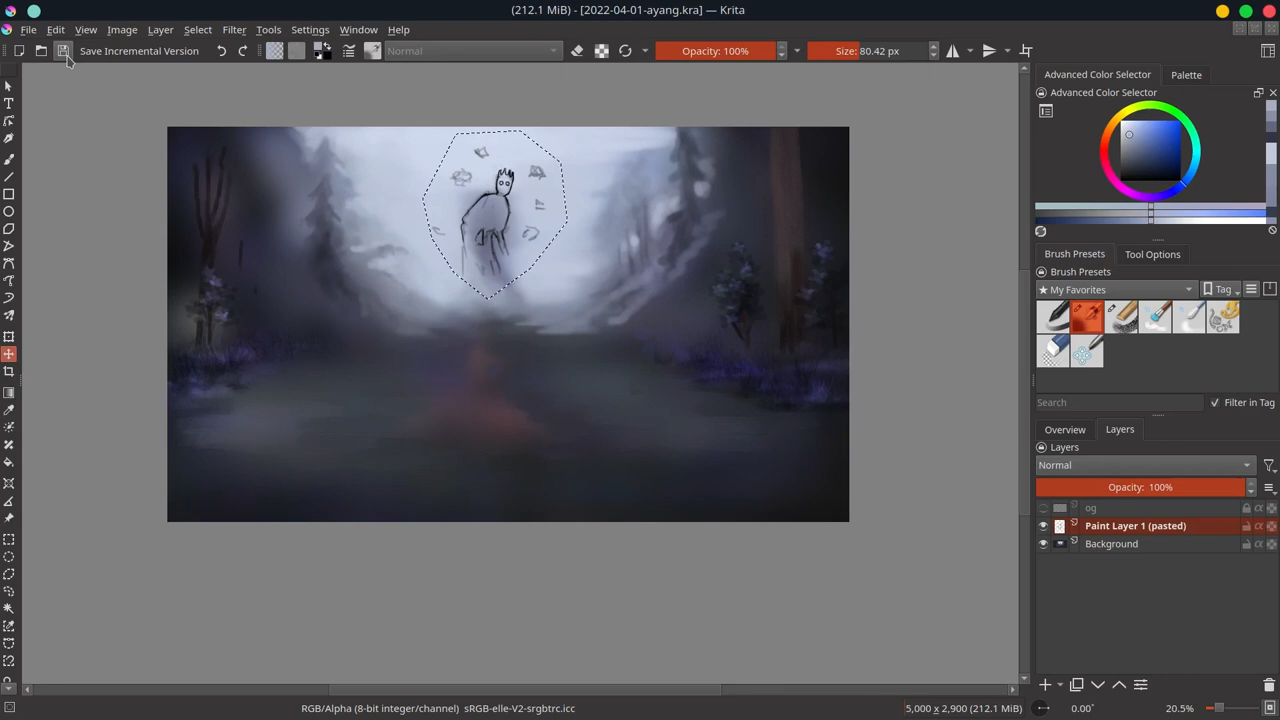 (212.1 MiB) - [2022-04-01-ayang.kra] — Krita
File Edit View Image Layer Select Filter Tools Settings Window Help
Save Incremental Version Normal Opacity: 100% Size: 80.42 px
Advanced Color Selector Palette
Advanced Color Selector
Brush Presets Tool Options
Brush Presets
★ My Favorites Tag
Search Filter in Tag
Overview Layers
Layers
Normal
Opacity: 100%
og
Paint Layer 1 (pasted)
Background
RGB/Alpha (8-bit integer/channel) sRGB-elle-V2-srgbtrc.icc 5,000 x 2,900 (212.1 MiB) 0.00° 20.5%